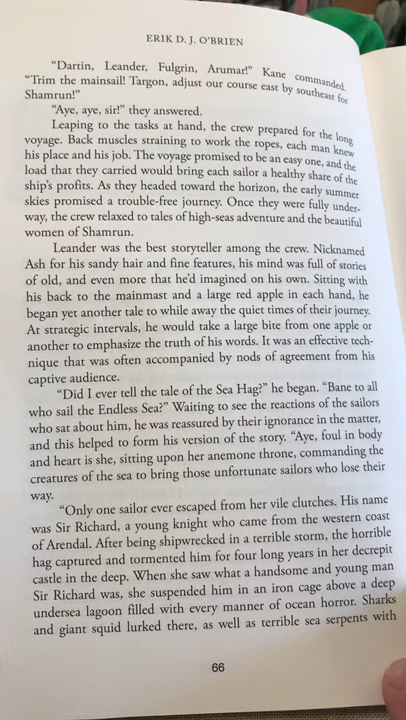 ERIK D. J. O'BRIEN
"Dartin, Leander, Fulgrin, Arumar!" Kane commanded.
"Trim the mainsail! Targon, adjust our course east by southeast for
Shamrun!"
"Aye, aye, sir!" they answered.
Leaping to the tasks at hand, the crew prepared for the long
voyage. Back muscles straining to work the ropes, each man knew
his place and his job. The voyage promised to be an easy one, and the
load that they carried would bring each sailor a healthy share of the
ship's profits. As they headed toward the horizon, the early summer
skies promised a trouble-free journey. Once they were fully under-
way, the crew relaxed to tales of high-seas adventure and the beautiful
women of Shamrun.
Leander was the best storyteller among the crew. Nicknamed
Ash for his sandy hair and fine features, his mind was full of stories
of old, and even more that he'd imagined on his own. Sitting with
his back to the mainmast and a large red apple in each hand, he
began yet another tale to while away the quiet times of their journey.
At strategic intervals, he would take a large bite from one apple or
another to emphasize the truth of his words. It was an effective tech-
nique that was often accompanied by nods of agreement from his
captive audience.
"Did I ever tell the tale of the Sea Hag?" he began. "Bane to all
who sail the Endless Sea?" Waiting to see the reactions of the sailors
who sat about him, he was reassured by their ignorance in the matter,
and this helped to form his version of the story. "Aye, foul in body
and heart is she, sitting upon her anemone throne, commanding the
creatures of the sea to bring those unfortunate sailors who lose their
way.
"Only one sailor ever escaped from her vile clutches. His name
was Sir Richard, a young knight who came from the western coast
of Arendal. After being shipwrecked in a terrible storm, the horrible
hag captured and tormented him for four long years in her decrepit
castle in the deep. When she saw what a handsome and young man
Sir Richard was, she suspended him in an iron cage above a deep
undersea lagoon filled with every manner of ocean horror. Sharks
and giant squid lurked there, as well as terrible sea serpents with
66